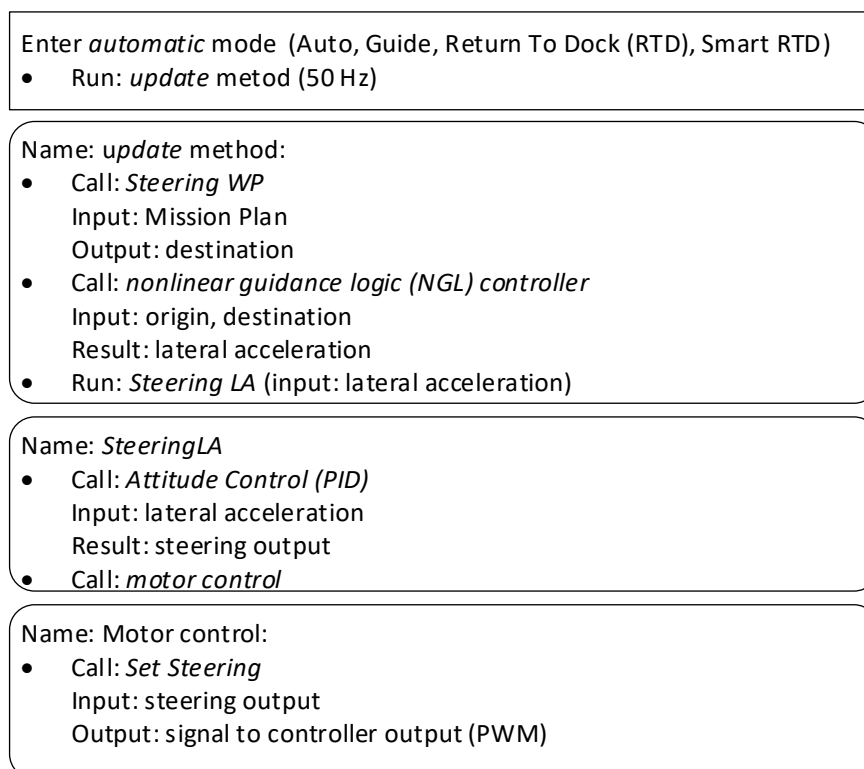 Enter automatic mode (Auto, Guide, Return To Dock (RTD), Smart RTD)
• Run: update metod (50 Hz)
Name: update method:
• Call: Steering WP
Input: Mission Plan
Output: destination
• Call: nonlinear guidance logic (NGL) controller
Input: origin, destination
Result: lateral acceleration
• Run: Steering LA (input: lateral acceleration)
Name: SteeringLA
• Call: Attitude Control (PID)
Input: lateral acceleration
Result: steering output
• Call: motor control
Name: Motor control:
• Call: Set Steering
Input: steering output
Output: signal to controller output (PWM)